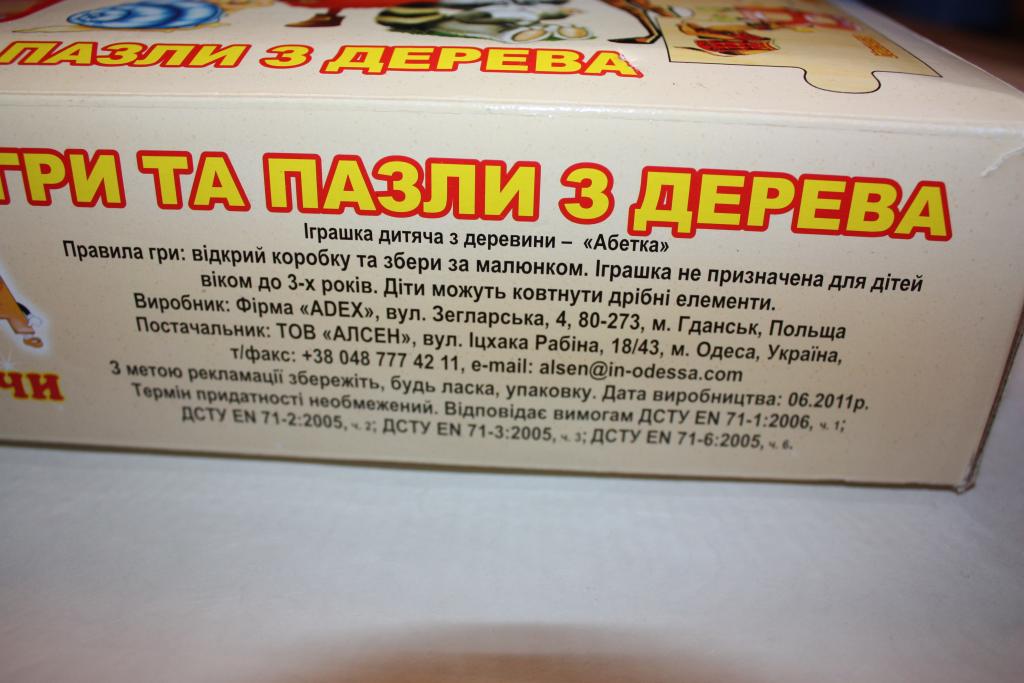 ПАЗЛИ З ДЕРЕВА
ГРИ ТА ПАЗЛИ З ДЕРЕВА
Іграшка дитяча з деревини – «Абетка»
Правила гри: відкрий коробку та збери за малюнком. Іграшка не призначена для дітей
віком до 3-х років. Діти можуть ковтнути дрібні елементи.
Виробник: Фірма «ADEX», вул. Зегларська, 4, 80-273, м. Гданськ, Польща
Постачальник: ТОВ «АЛСЕН», вул. Іцхака Рабіна, 18/43, м. Одеса, Україна,
т/факс: +38 048 777 42 11, e-mail: alsen@in-odessa.com
З метою рекламації збережіть, будь ласка, упаковку. Дата виробництва: 06.2011р.
Термін придатності необмежений. Відповідає вимогам ДСТУ EN 71-1:2006, ч. 1;
ДСТУ EN 71-2:2005, ч. 2; ДСТУ EN 71-3:2005, ч. 3; ДСТУ EN 71-6:2005, ч. 6.
чи